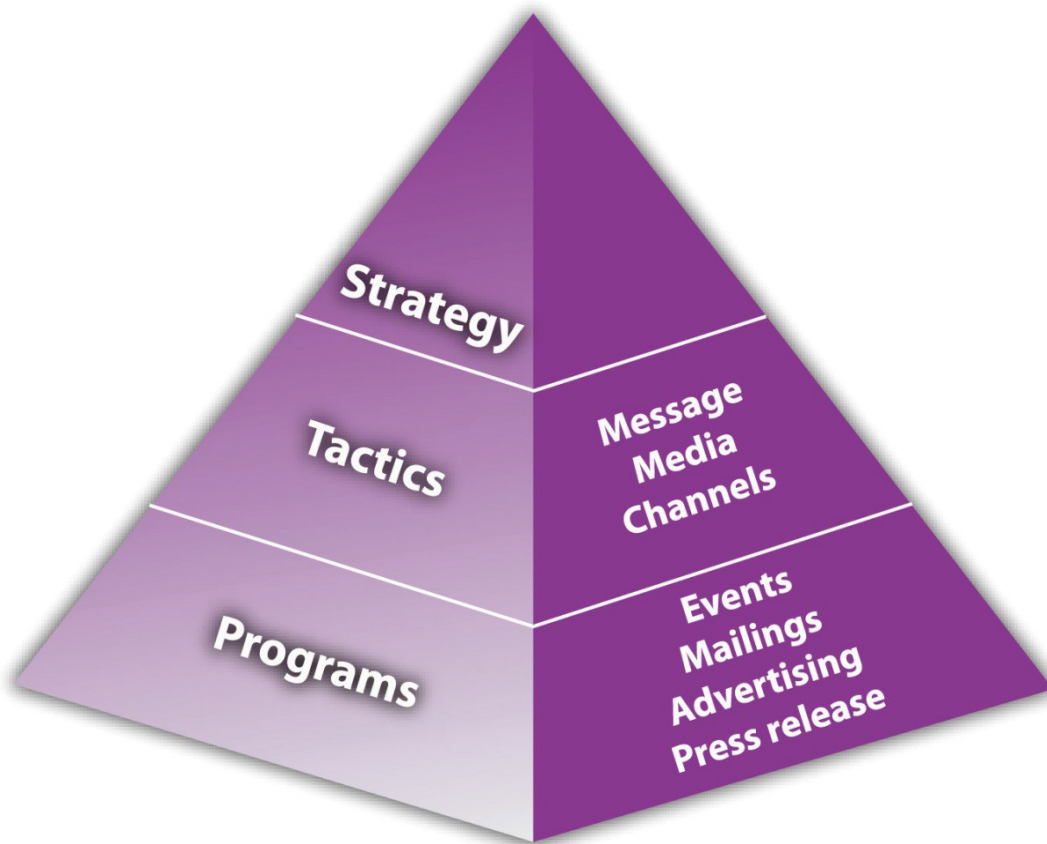 Strategy
Tactics
Message
Media
Channels
Programs
Events
Mailings
Advertising
Press release